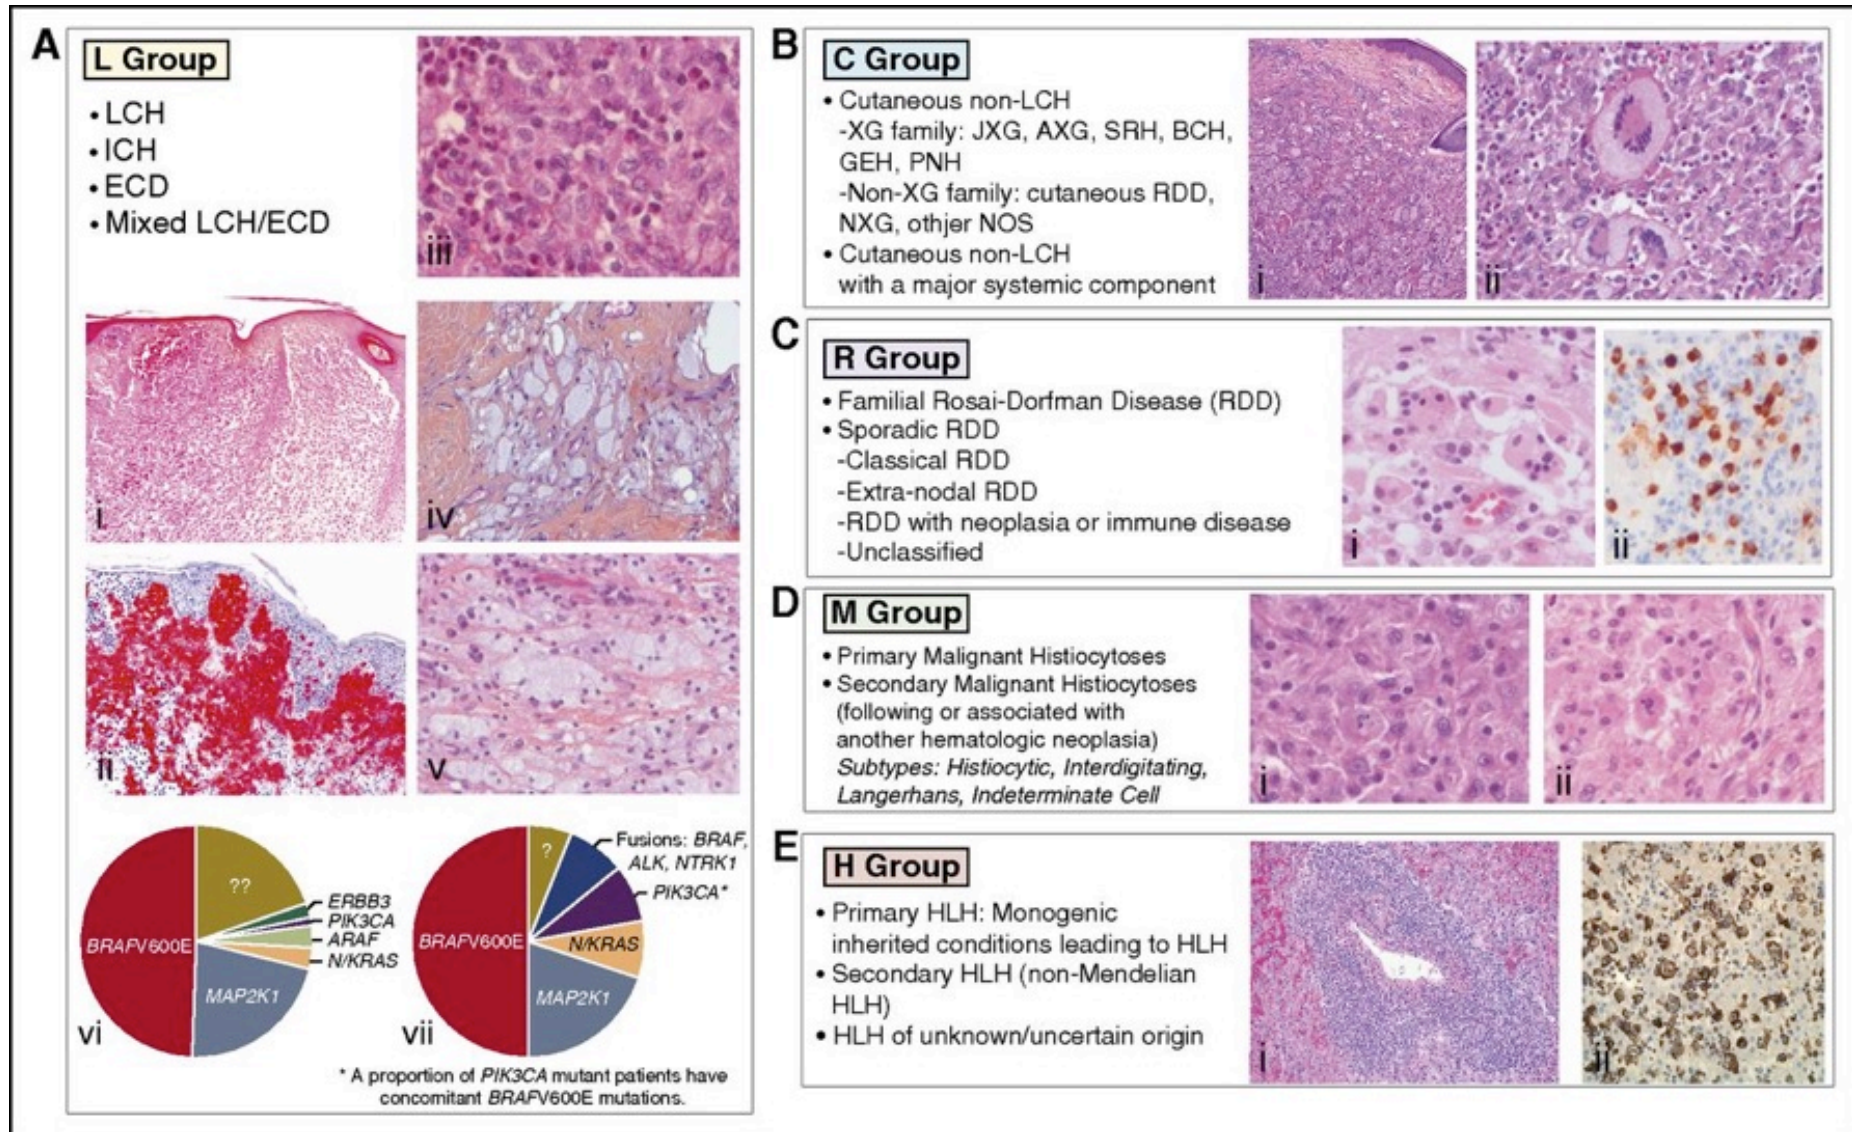 A
L Group
• LCH
• ICH
• ECD
• Mixed LCH/ECD
iii
i
iv
ii
v
??
ERBB3
PIK3CA
ARAF
N/KRAS
MAP2K1
BRAFV600E
vi
?
Fusions: BRAF,
ALK, NTRK1
PIK3CA*
N/KRAS
MAP2K1
BRAFV600E
vii
* A proportion of PIK3CA mutant patients have
concomitant BRAFV600E mutations.
B
C Group
• Cutaneous non-LCH
-XG family: JXG, AXG, SRH, BCH,
GEH, PNH
-Non-XG family: cutaneous RDD,
NXG, othjer NOS
• Cutaneous non-LCH
with a major systemic component
i
ii
C
R Group
• Familial Rosai-Dorfman Disease (RDD)
• Sporadic RDD
-Classical RDD
-Extra-nodal RDD
-RDD with neoplasia or immune disease
-Unclassified
i
ii
D
M Group
• Primary Malignant Histiocytoses
• Secondary Malignant Histiocytoses
(following or associated with
another hematologic neoplasia)
Subtypes: Histiocytic, Interdigitating,
Langerhans, Indeterminate Cell
i
ii
E
H Group
• Primary HLH: Monogenic
inherited conditions leading to HLH
• Secondary HLH (non-Mendelian
HLH)
• HLH of unknown/uncertain origin
i
ii